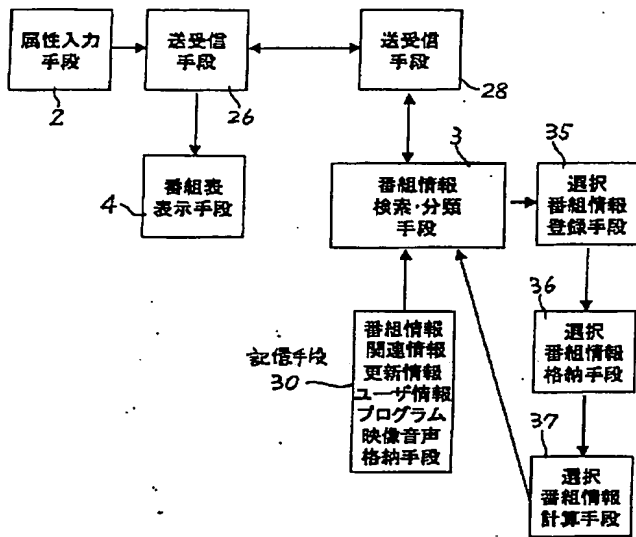 属性入力
手段
2
送受信
手段
26
送受信
手段
28
4
番組表
表示手段
3
番組情報
検索・分類
手段
35
選択
番組情報
登録手段
36
選択
番組情報
格納手段
記憶手段
30
番組情報
関連情報
更新情報
ユーザ情報
プログラム
映像音声
格納手段
37
選択
番組情報
計算手段